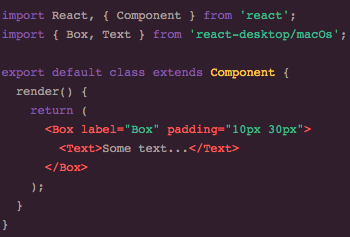 import React, { Component } from 'react';
import { Box, Text } from 'react-desktop/macOs';

export default class extends Component {
  render() {
    return (
      <Box label="Box" padding="10px 30px">
        <Text>Some text...</Text>
      </Box>
    );
  }
}